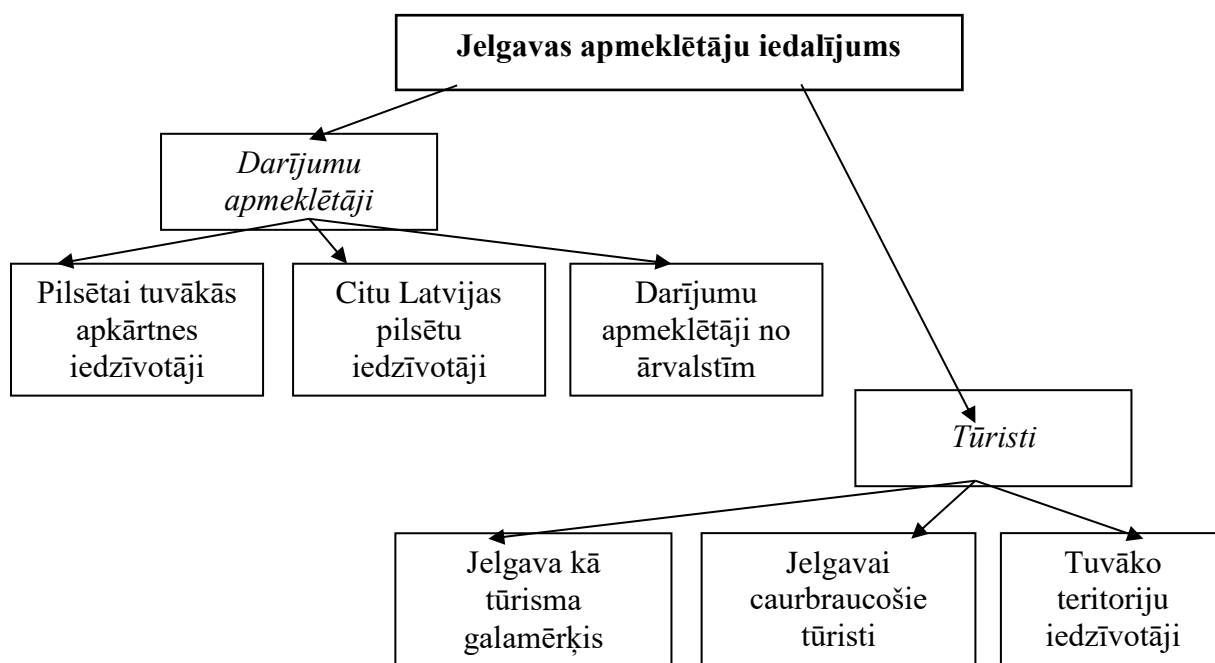 Jelgavas apmeklētāju iedalījums
Darījumu
apmeklētāji
Pilsētai tuvākās
apkārtnes
iedzīvotāji
Citu Latvijas
pilsētu
iedzīvotāji
Darījumu
apmeklētāji no
ārvalstīm
Tūristi
Jelgava kā
tūrisma
galamērķis
Jelgavai
caurbraucošie
tūristi
Tuvāko
teritoriju
iedzīvotāji